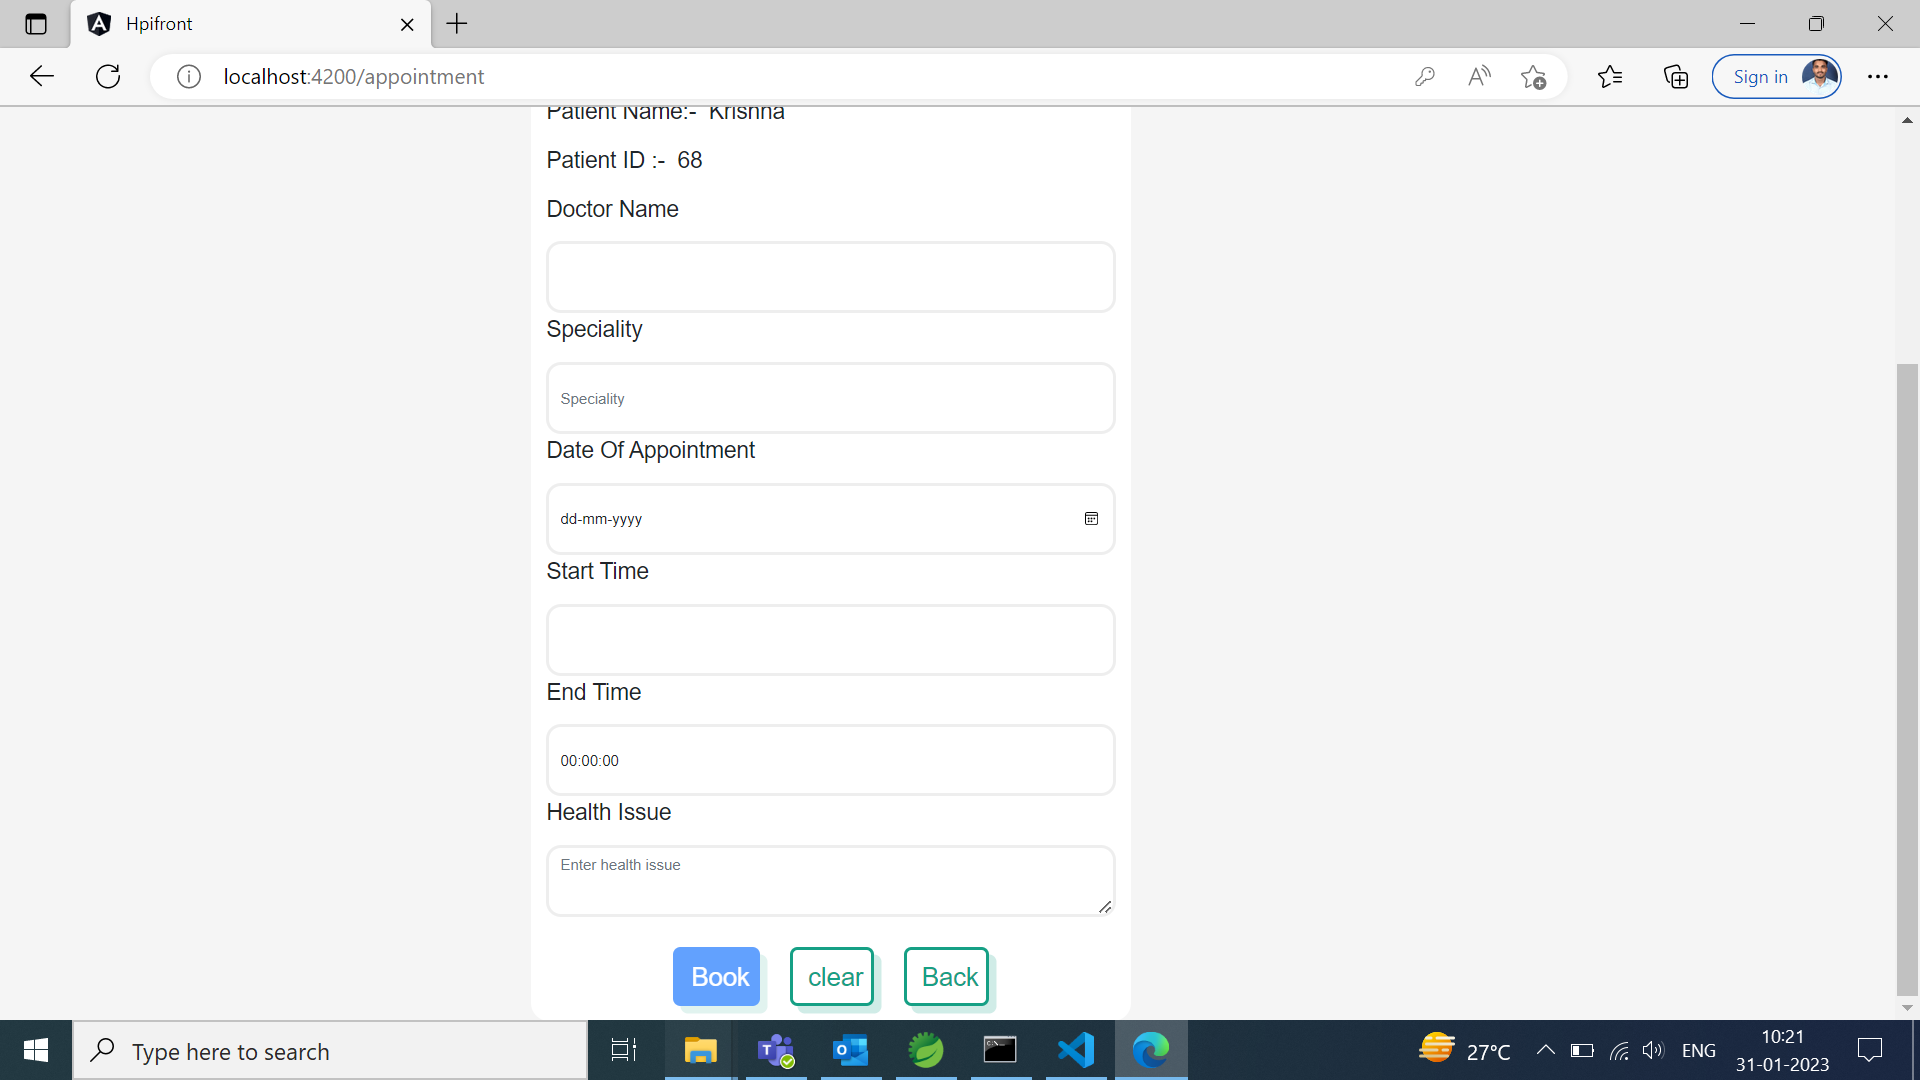 Hpifront
localhost:4200/appointment
Sign in
Patient Name:- Krishna
Patient ID :- 68
Doctor Name
Speciality
Speciality
Date Of Appointment
dd-mm-yyyy
Start Time
End Time
00:00:00
Health Issue
Enter health issue
Book
clear
Back
Type here to search
27°C
ENG
10:21
31-01-2023